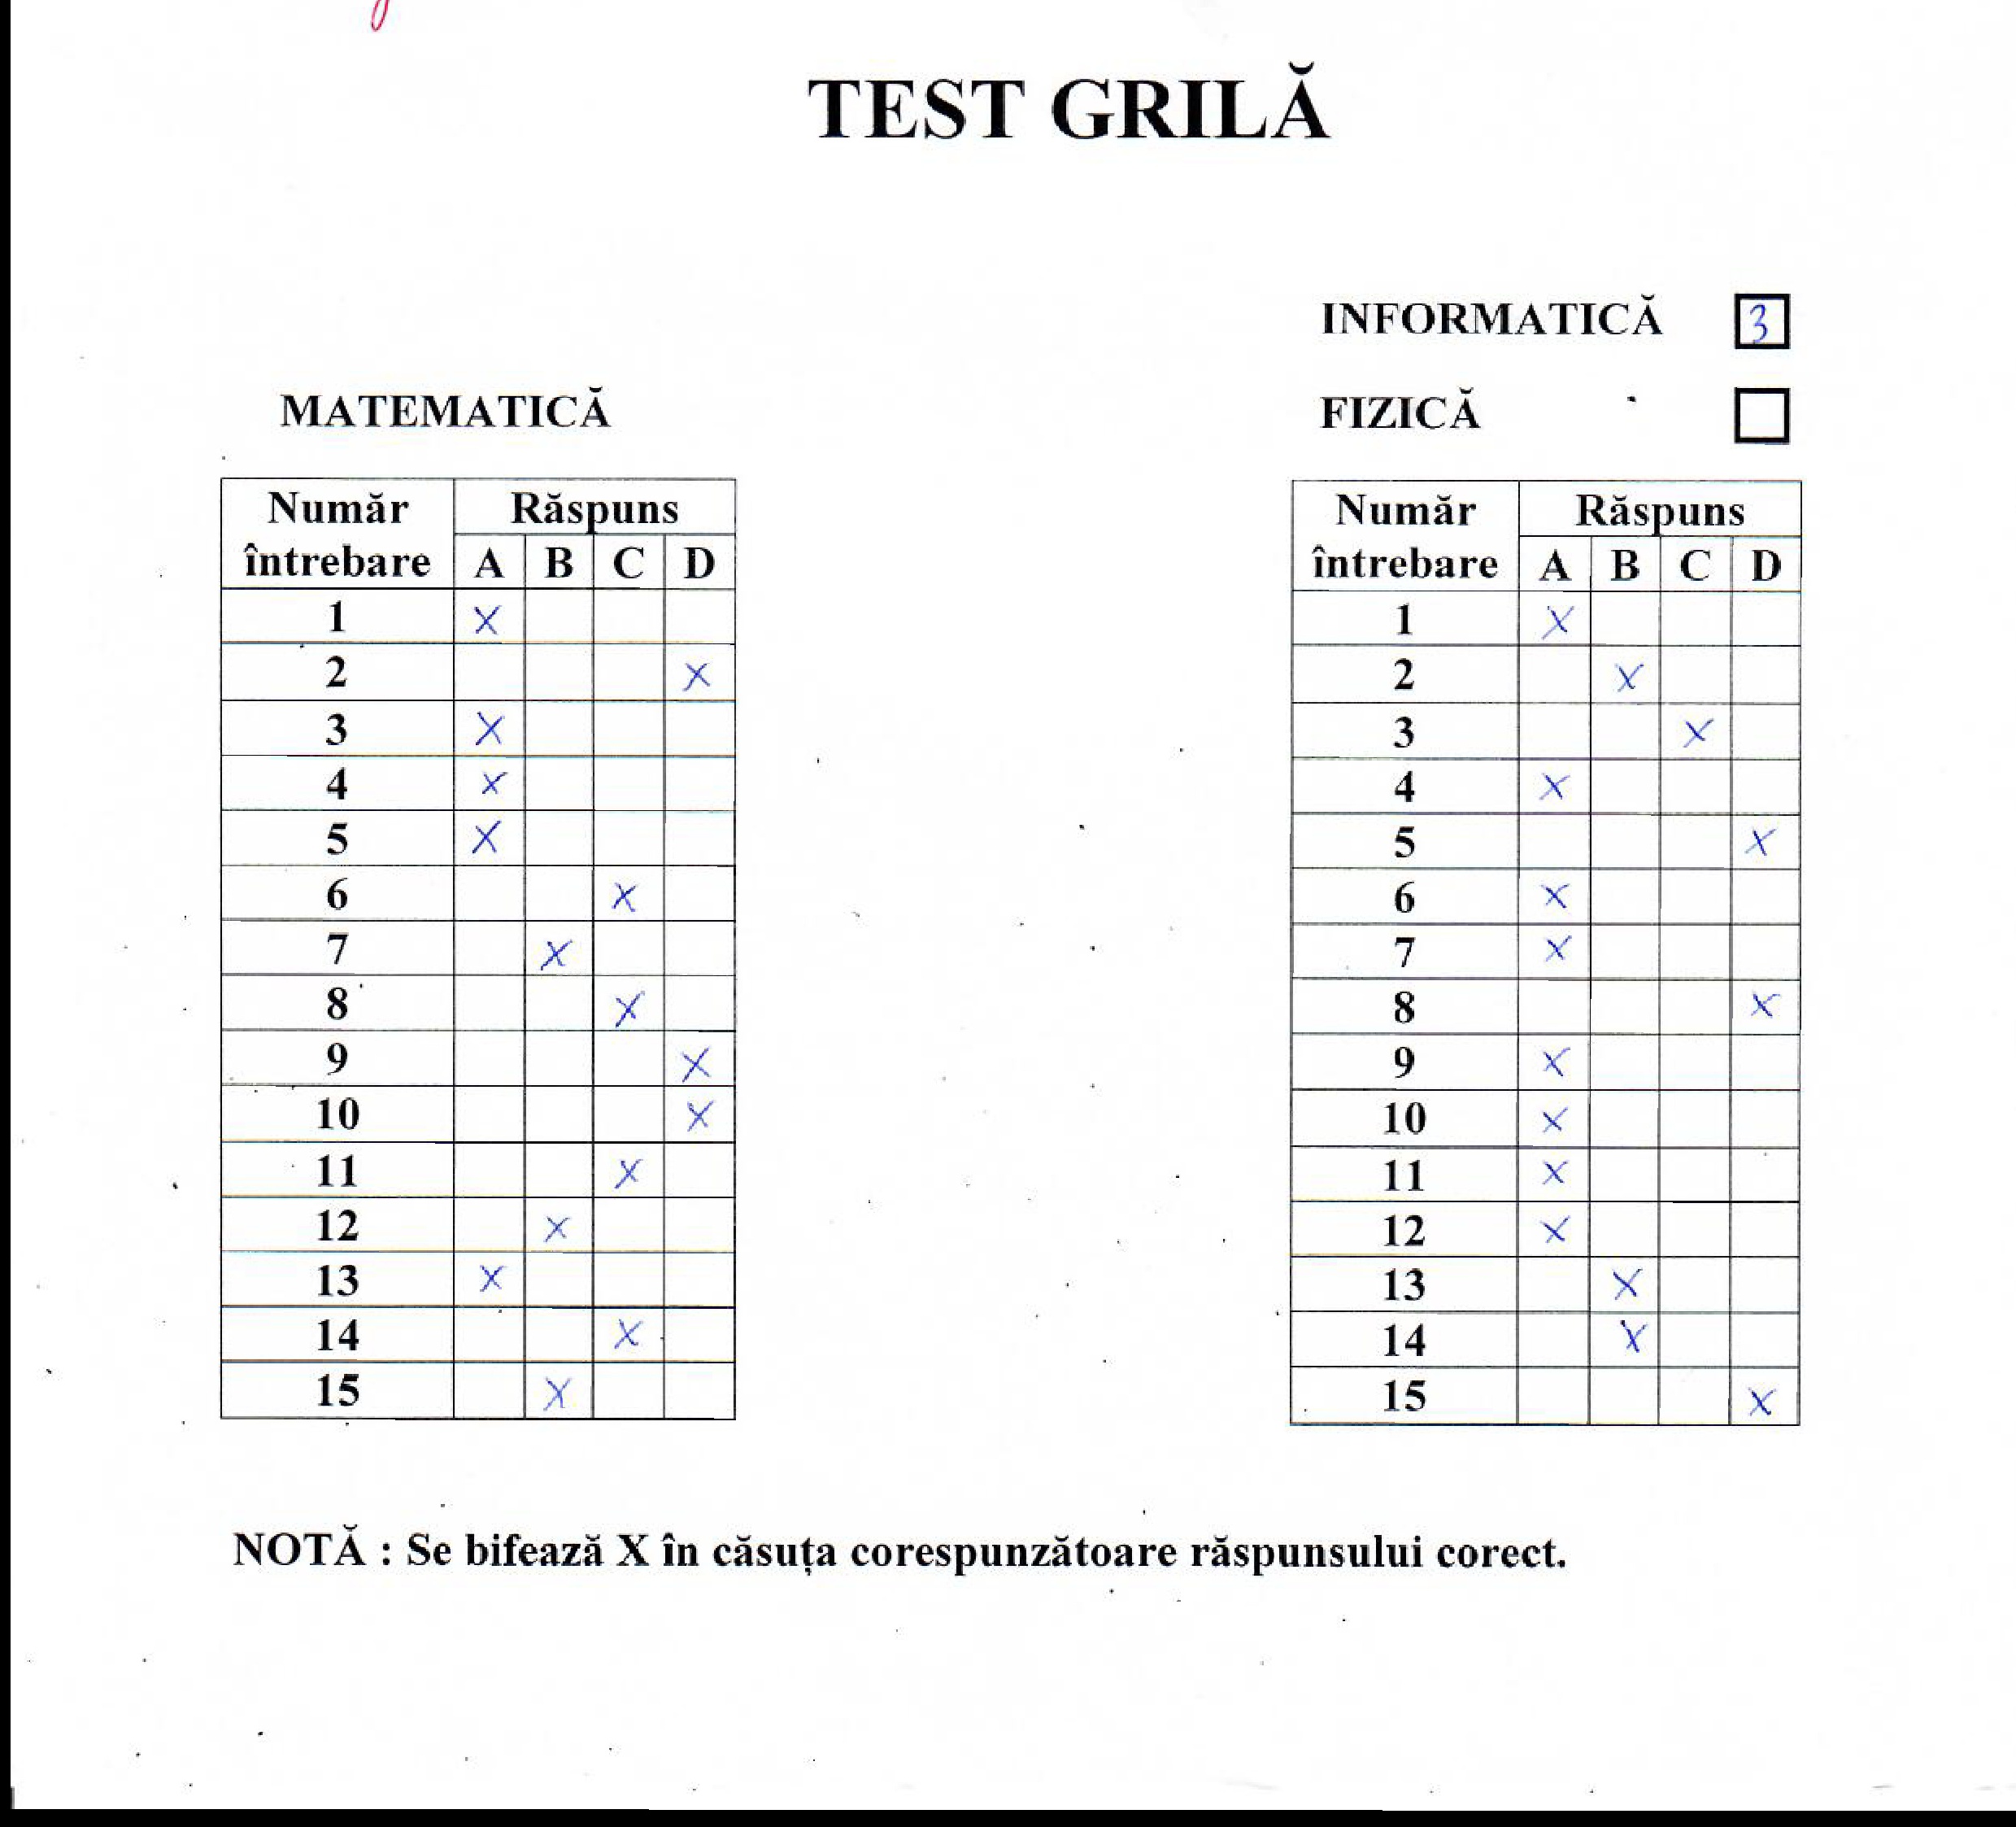 TEST GRILĂ
INFORMATICĂ 3
MATEMATICĂ
FIZICĂ
Număr întrebare Răspuns
A B C D
1 X
2 X
3 X
4 X
5 X
6 X
7 X
8 X
9 X
10 X
11 X
12 X
13 X
14 X
15 X
Număr întrebare Răspuns
A B C D
1 X
2 X
3 X
4 X
5 X
6 X
7 X
8 X
9 X
10 X
11 X
12 X
13 X
14 X
15 X
NOTĂ : Se bifează X în căsuța corespunzătoare răspunsului corect.